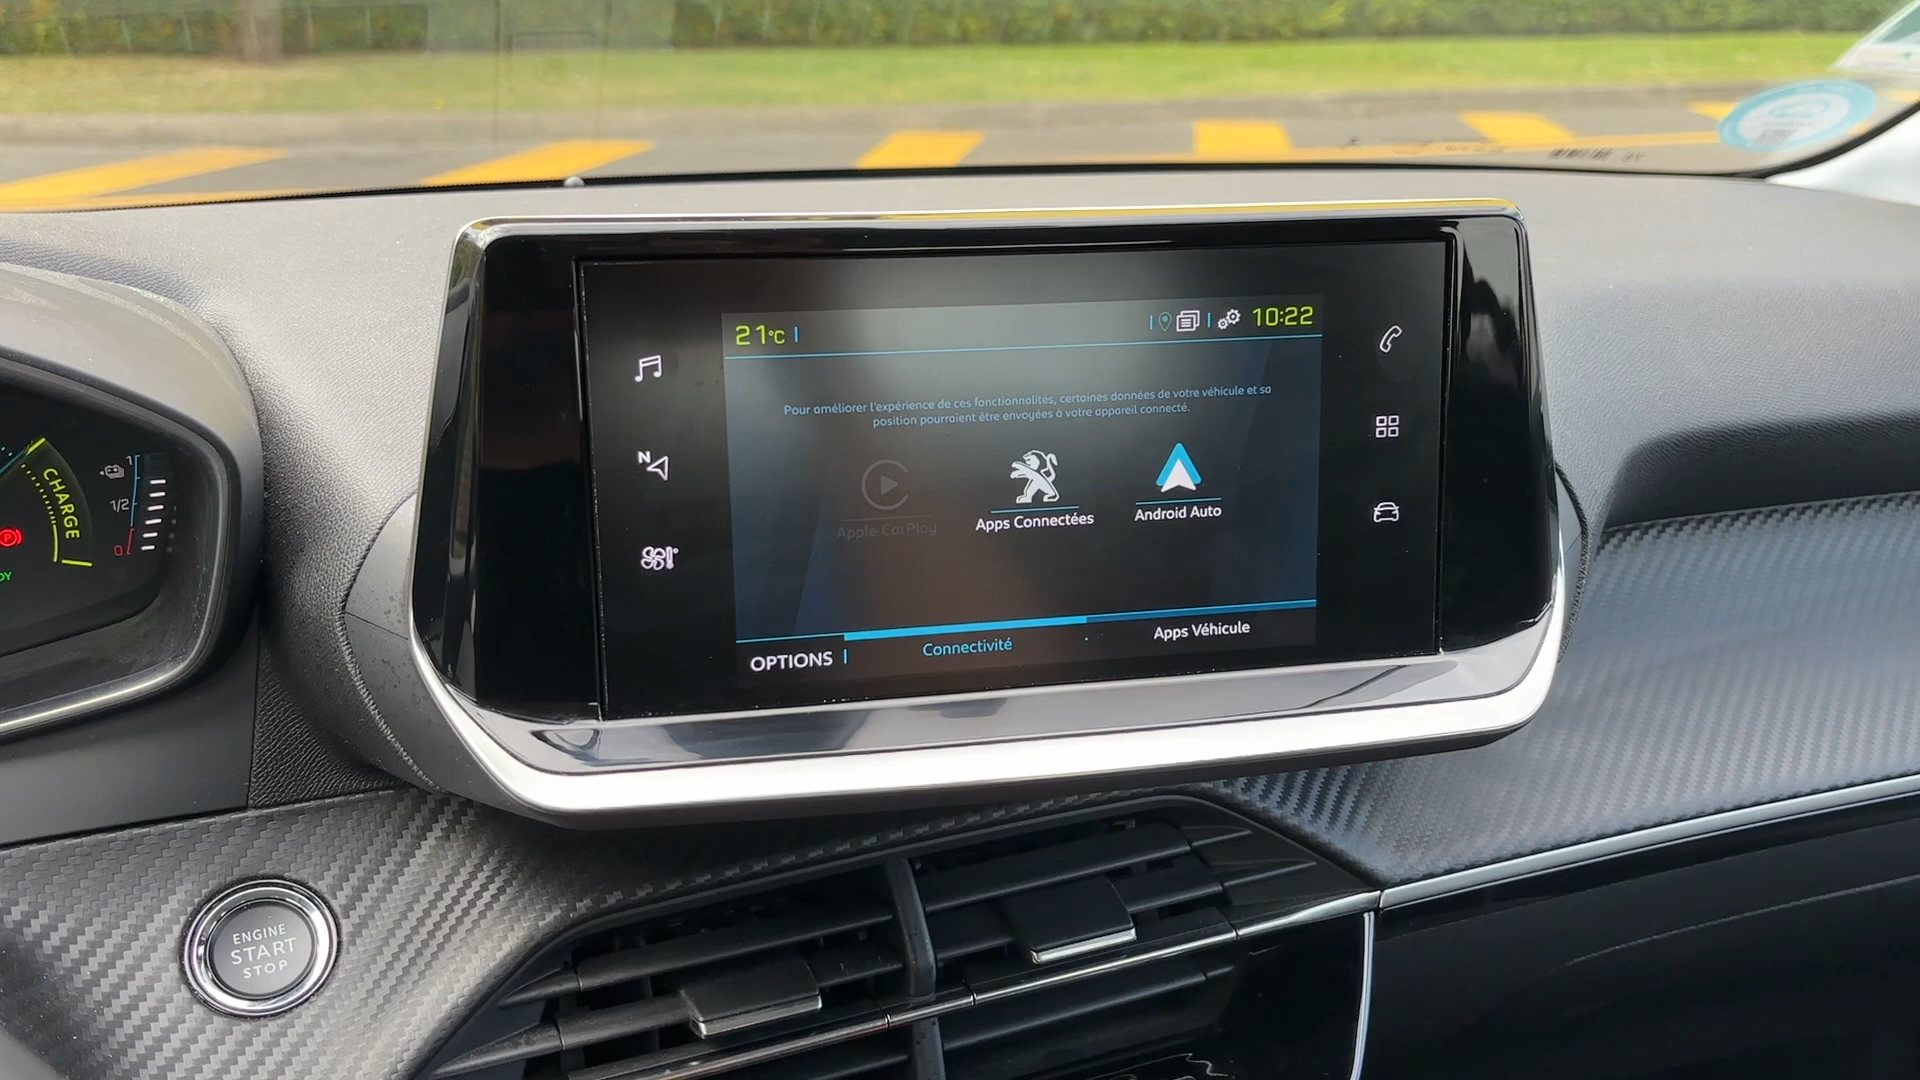 21°C
10:22
Pour améliorer l'expérience de ces fonctionnalités, certaines données de votre véhicule et sa
position pourraient être envoyées à votre appareil connecté.
N
Apple CarPlay
Apps Connectées
Android Auto
OPTIONS
Connectivité
Apps Véhicule
CHARGE
1
1/2
0
P
DY
ENGINE
START
STOP